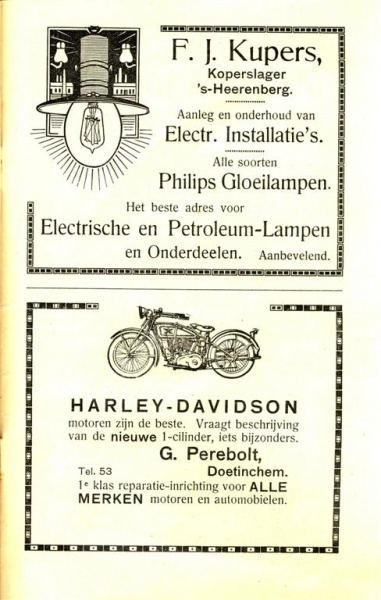 F. J. Kupers,
Koperslager
's-Heerenberg.
Aanleg en onderhoud van
Electr. Installatie's.
Alle soorten
Philips Gloeilampen.
Het beste adres voor
Electrische en Petroleum-Lampen
en Onderdeelen. Aanbevelend.
HARLEY-DAVIDSON
motoren zijn de beste. Vraagt beschrijving
van de nieuwe 1-cilinder, iets bijzonders.
G. Perebolt,
Tel. 53 Doetinchem.
1e klas reparatie-inrichting voor ALLE
MERKEN motoren en automobielen.